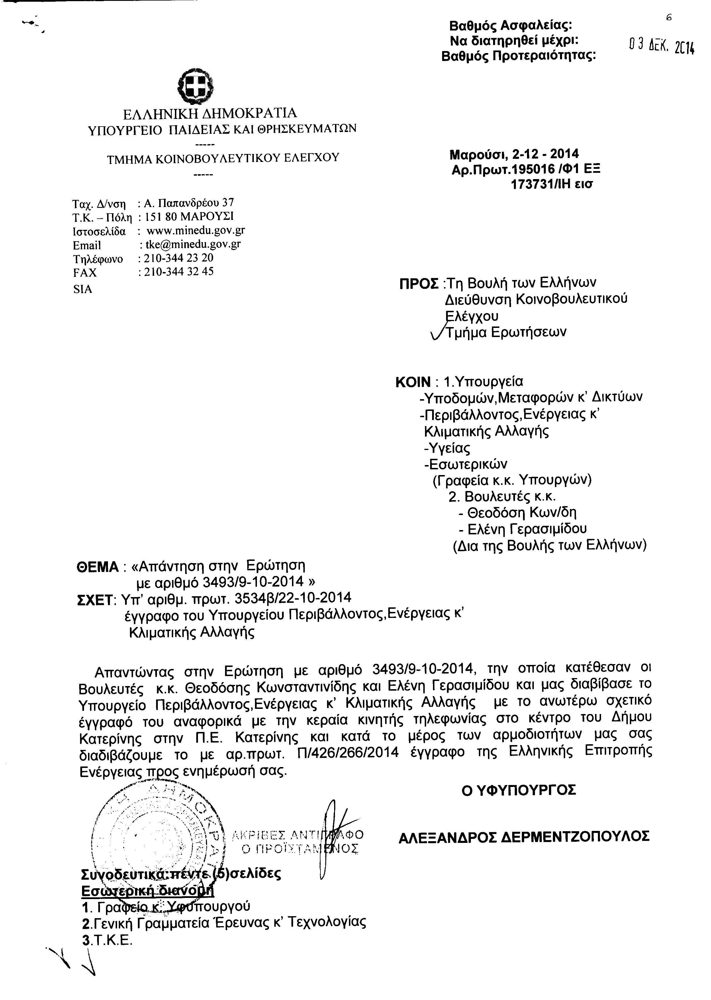 6
Βαθμός Ασφαλείας:
Να διατηρηθεί μέχρι:
Βαθμός Προτεραιότητας:
03 ΔΕΚ. 2014
ΕΛΛΗΝΙΚΗ ΔΗΜΟΚΡΑΤΙΑ
ΥΠΟΥΡΓΕΙΟ ΠΑΙΔΕΙΑΣ ΚΑΙ ΘΡΗΣΚΕΥΜΑΤΩΝ
-----
ΤΜΗΜΑ ΚΟΙΝΟΒΟΥΛΕΥΤΙΚΟΥ ΕΛΕΓΧΟΥ
-----
Μαρούσι, 2-12 - 2014
Αρ.Πρωτ.195016 /Φ1 ΕΞ
173731/ΙΗ εισ
Ταχ. Δ/νση : Α. Παπανδρέου 37
Τ.Κ. – Πόλη : 151 80 ΜΑΡΟΥΣΙ
Ιστοσελίδα : www.minedu.gov.gr
Email : tke@minedu.gov.gr
Τηλέφωνο : 210-344 23 20
FAX : 210-344 32 45
SIA
ΠΡΟΣ :Τη Βουλή των Ελλήνων
Διεύθυνση Κοινοβουλευτικού
Ελέγχου
Τμήμα Ερωτήσεων
ΚΟΙΝ : 1.Υπουργεία
-Υποδομών,Μεταφορών κ’ Δικτύων
-Περιβάλλοντος,Ενέργειας κ’
Κλιματικής Αλλαγής
-Υγείας
-Εσωτερικών
(Γραφεία κ.κ. Υπουργών)
2. Βουλευτές κ.κ.
- Θεοδόση Κων/δη
- Ελένη Γερασιμίδου
(Δια της Βουλής των Ελλήνων)
ΘΕΜΑ : «Απάντηση στην Ερώτηση
με αριθμό 3493/9-10-2014 »
ΣΧΕΤ: Υπ’ αριθμ. πρωτ. 3534β/22-10-2014
έγγραφο του Υπουργείου Περιβάλλοντος,Ενέργειας κ’
Κλιματικής Αλλαγής
Απαντώντας στην Ερώτηση με αριθμό 3493/9-10-2014, την οποία κατέθεσαν οι
Βουλευτές κ.κ. Θεοδόσης Κωνσταντινίδης και Ελένη Γερασιμίδου και μας διαβίβασε το
Υπουργείο Περιβάλλοντος,Ενέργειας κ’ Κλιματικής Αλλαγής με το ανωτέρω σχετικό
έγγραφό του αναφορικά με την κεραία κινητής τηλεφωνίας στο κέντρο του Δήμου
Κατερίνης στην Π.Ε. Κατερίνης και κατά το μέρος των αρμοδιοτήτων μας σας
διαδιβάζουμε το με αρ.πρωτ. Π/426/266/2014 έγγραφο της Ελληνικής Επιτροπής
Ενέργειας προς ενημέρωσή σας.
Ο ΥΦΥΠΟΥΡΓΟΣ
ΑΚΡΙΒΕΣ ΑΝΤΙΓΡΑΦΟ
Ο ΠΡΟΪΣΤΑΜΕΝΟΣ
ΑΛΕΞΑΝΔΡΟΣ ΔΕΡΜΕΝΤΖΟΠΟΥΛΟΣ
Συνοδευτικά:πέντε (5)σελίδες
Εσωτερική διανομή
1. Γραφείο κ. Υφυπουργού
2.Γενική Γραμματεία Έρευνας κ’ Τεχνολογίας
3.Τ.Κ.Ε.